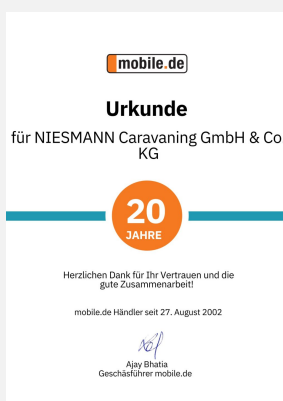 mobile.de
Urkunde
für NIESMANN Caravaning GmbH & Co
KG
20
JAHRE
Herzlichen Dank für Ihr Vertrauen und die
gute Zusammenarbeit!
mobile.de Händler seit 27. August 2002
Ajay Bhatia
Geschäsführer mobile.de